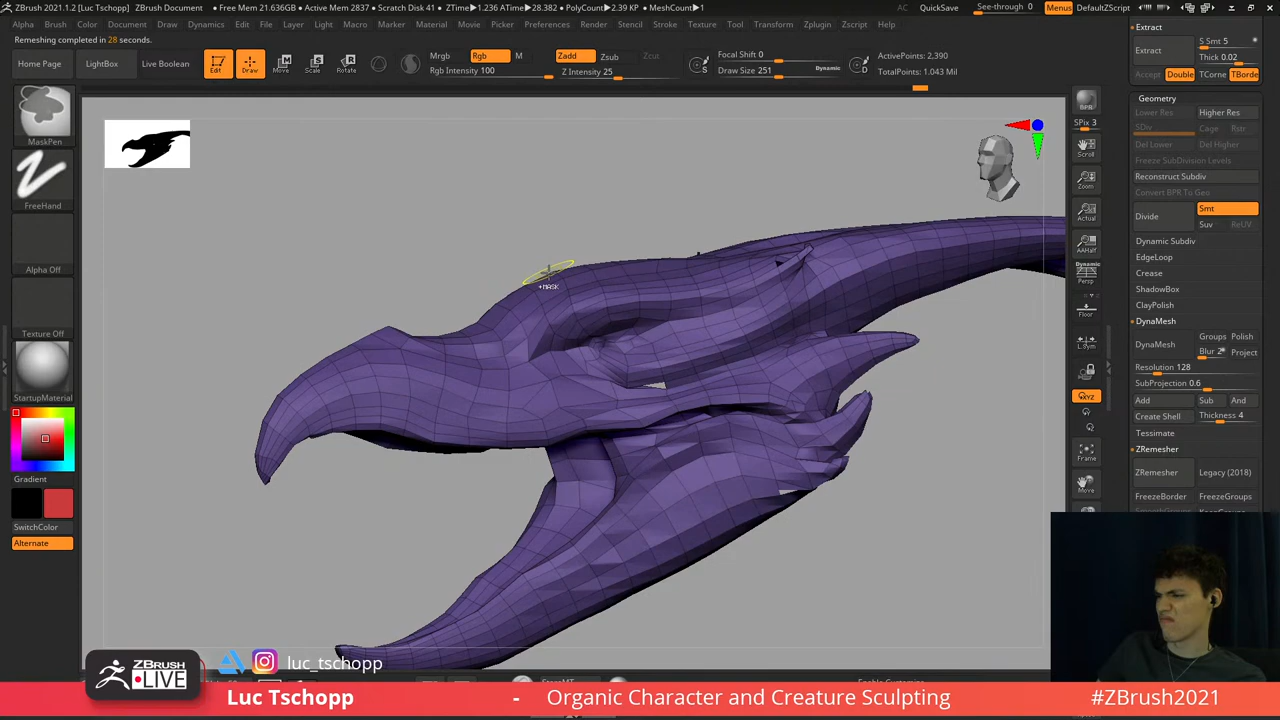 ZBrush 2021.1.2 [Luc Tschopp] ZBrush Document • Free Mem 21.636GB • Active Mem 2837 • Scratch Disk 41 • ZTime▶1.236 ATime▶28.382 • PolyCount▶2.39 KP • MeshCount▶1 AC QuickSave See-through 0 Menus DefaultZScript
Alpha Brush Color Document Draw Dynamics Edit File Layer Light Macro Marker Material Movie Picker Preferences Render Stencil Stroke Texture Tool Transform Zplugin Zscript Help
Remeshing completed in 28 seconds.
Home Page LightBox Live Boolean Edit Draw Move Scale Rotate
Mrgb Rgb M Zadd Zsub Zcut Focal Shift 0 ActivePoints: 2,390
Rgb Intensity 100 Z Intensity 25 Draw Size 251 Dynamic TotalPoints: 1.043 Mil
S
D
MaskPen
FreeHand
Alpha Off
Texture Off
StartupMaterial
Gradient
SwitchColor
Alternate
+MASK
BPR
SPix 3
Scroll
Zoom
Actual
AAHalf
Dynamic
Persp
Floor
L.Sym
XYZ
Frame
Move
Extract
Extract S Smt 5
Thick 0.02
Accept Double TCorne TBorde
Geometry
Lower Res Higher Res
SDiv Cage Rstr
Del Lower Del Higher
Freeze SubDivision Levels
Reconstruct Subdiv
Convert BPR To Geo
Divide Smt
Suv ReUV
Dynamic Subdiv
EdgeLoop
Crease
ShadowBox
ClayPolish
DynaMesh
DynaMesh Groups Polish
Blur 2 Project
Resolution 128
SubProjection 0.6
Add Sub And
Create Shell Thickness 4
Tessimate
ZRemesher
ZRemesher Legacy (2018)
FreezeBorder FreezeGroups
ZBRUSH
•LIVE
luc_tschopp
Luc Tschopp - Organic Character and Creature Sculpting #ZBrush2021